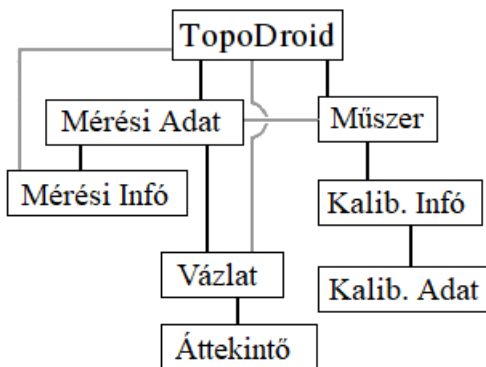 TopoDroid
Mérési Adat
Műszer
Mérési Infó
Kalib. Infó
Vázlat
Kalib. Adat
Áttekintő